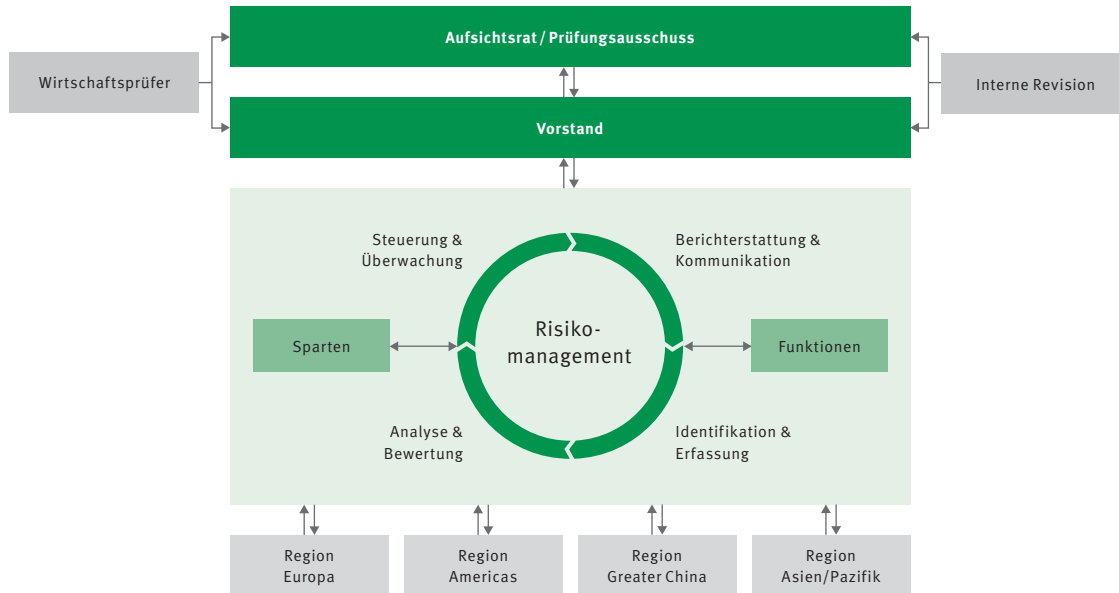 Aufsichtsrat / Prüfungsausschuss
Wirtschaftsprüfer
Interne Revision
Vorstand
Steuerung &
Überwachung
Berichterstattung &
Kommunikation
Sparten
Risiko-
management
Funktionen
Analyse &
Bewertung
Identifikation &
Erfassung
Region
Europa
Region
Americas
Region
Greater China
Region
Asien/Pazifik